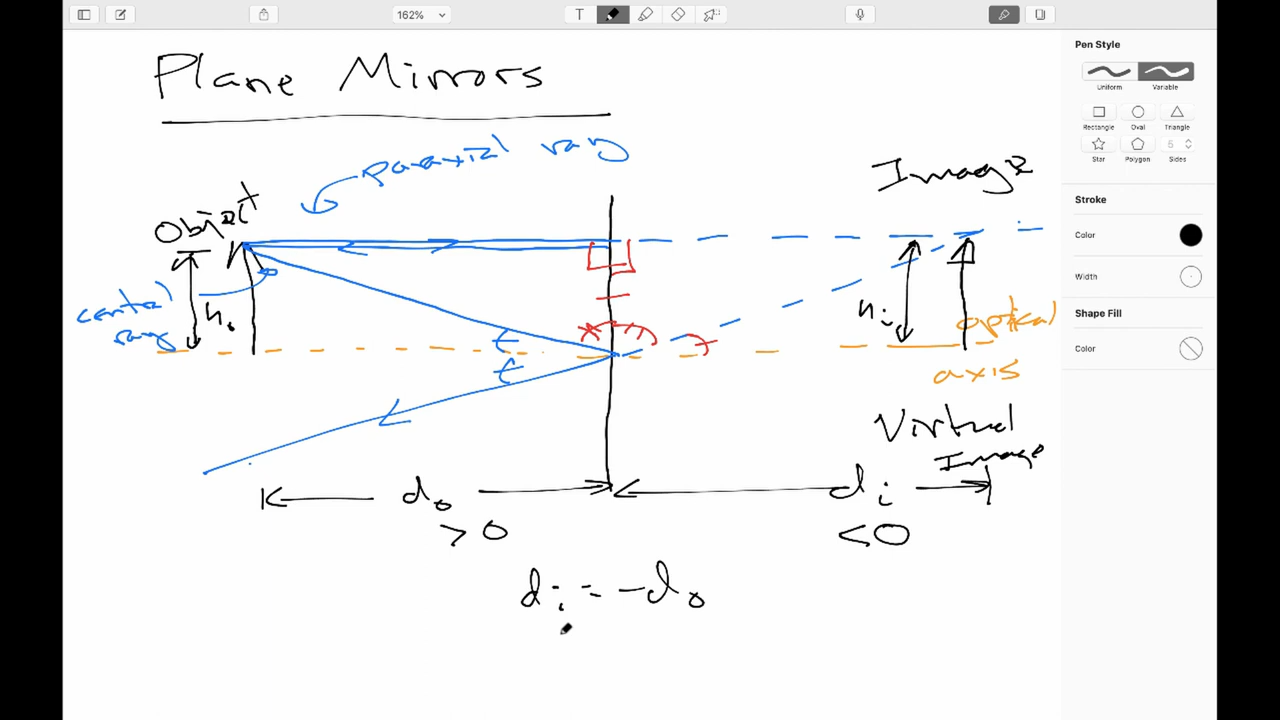 162%
T
Plane Mirrors
paraxial ray
Object
Image
central
ray
h₀
hᵢ
optical
axis
Virtual
Image
d₀
> 0
dᵢ
< 0
dᵢ = -d₀
Pen Style
Uniform
Variable
Rectangle
Oval
Triangle
Star
Polygon
5
Sides
Stroke
Color
Width
Shape Fill
Color